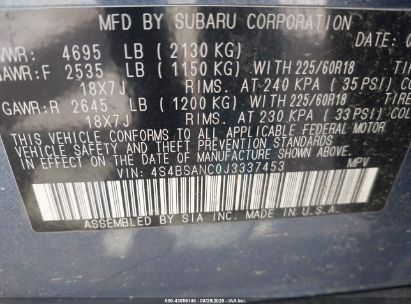 MFD BY SUBARU CORPORATION
DATE:
GVWR: 4695 LB (2130 KG)
GAWR:F 2535 LB (1150 KG) WITH 225/60R18
18X7J RIMS. AT 240 KPA (35 PSI) COL
GAWR:R 2645 LB (1200 KG) WITH 225/60R18 TIRE
18X7J RIMS. AT 230 KPA (33 PSI) COL
THIS VEHICLE CONFORMS TO ALL APPLICABLE FEDERAL MOTOR
VEHICLE SAFETY AND THEFT PREVENTION STANDARDS
IN EFFECT ON THE DATE OF MANUFACTURE SHOWN ABOVE.
VIN: 4S4BSANC0J3337453 MPV
ASSEMBLED BY SIA INC. MADE IN U.S.A.